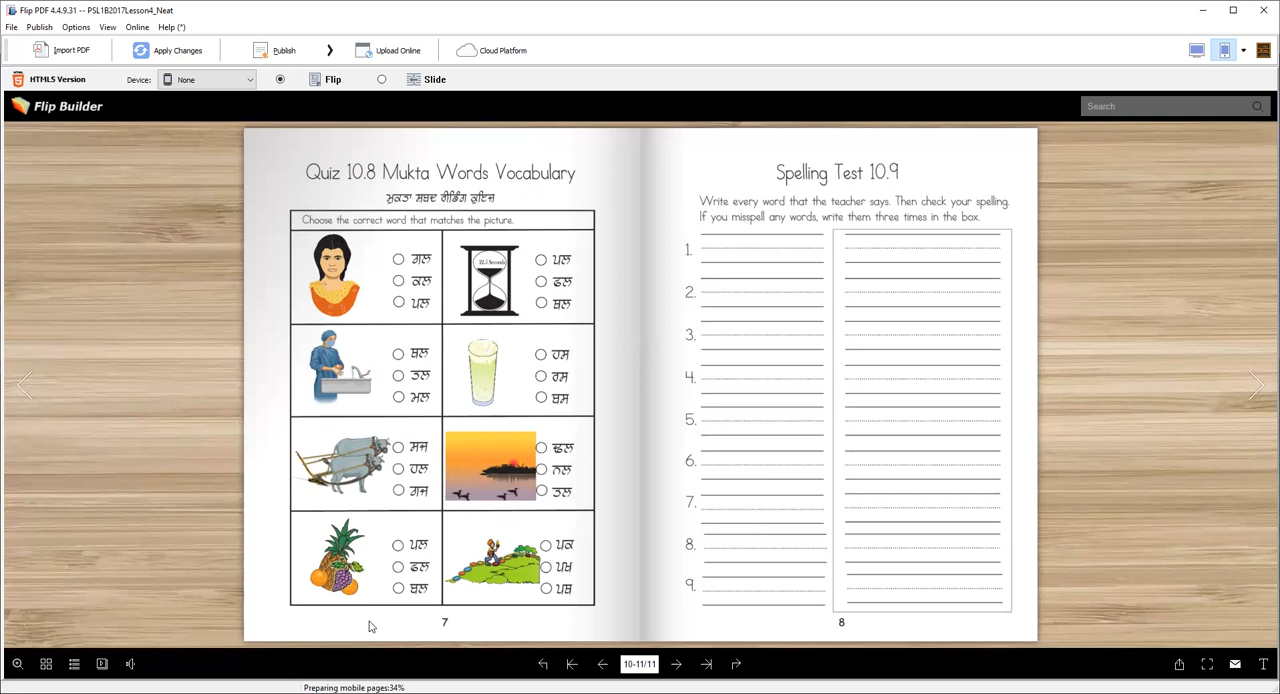 Flip PDF 4.4.9.31 -- PSL1B2017Lesson4_Neat
File Publish Options View Online Help (*)
Import PDF Apply Changes Publish Upload Online Cloud Platform
HTML5 Version Device: None Flip Slide
Flip Builder Search
Quiz 10.8 Mukta Words Vocabulary
ਮੁਕਤਾ ਸ਼ਬਦ ਰੀਡਿੰਗ ਕੁਇਜ਼
Choose the correct word that matches the picture.
ਗਲ
ਕਲ
ਪਲ
22.5 Seconds
ਪਲ
ਫਲ
ਥਲ
ਥਲ
ਤਲ
ਮਲ
ਹਸ
ਰਸ
ਬਸ
ਸਜ
ਹਲ
ਗਜ
ਢਲ
ਨਲ
ਤਲ
ਪਲ
ਫਲ
ਥਲ
ਪਕ
ਪਖ
ਪਥ
7
Spelling Test 10.9
Write every word that the teacher says. Then check your spelling.
If you misspell any words, write them three times in the box.
1.
2.
3.
4.
5.
6.
7.
8.
9.
8
10-11/11
Preparing mobile pages:34%